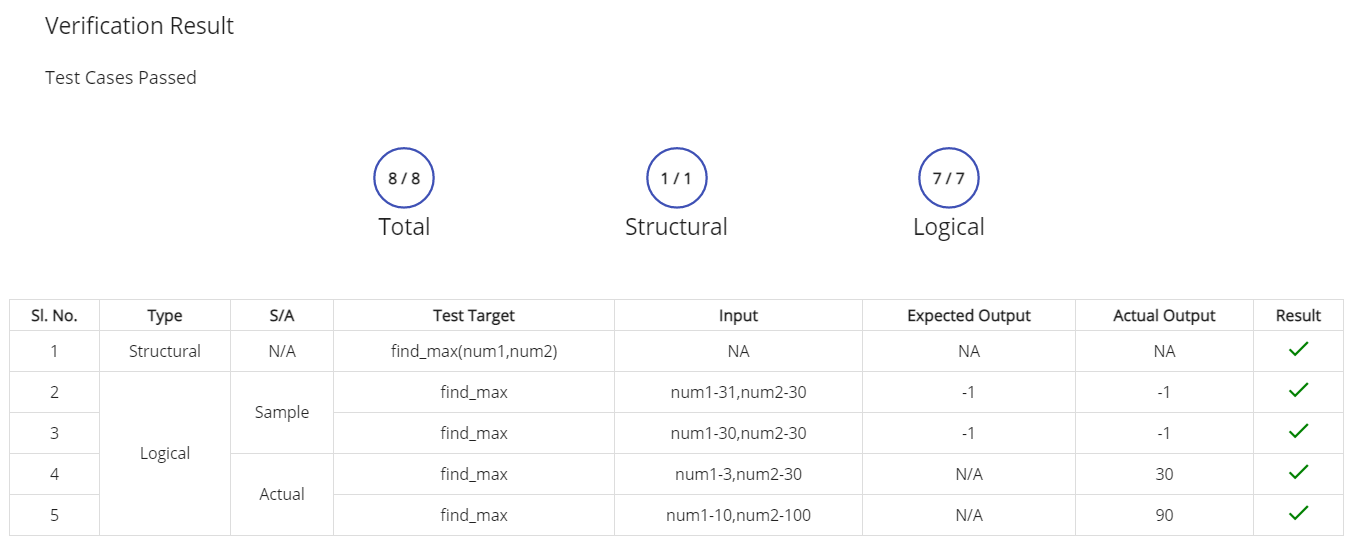 Verification Result
Test Cases Passed
8 / 8 1 / 1 7 / 7
Total Structural Logical
Sl. No. Type S/A Test Target Input Expected Output Actual Output Result
1 Structural N/A find_max(num1,num2) NA NA NA
2 find_max num1-31,num2-30 -1 -1
Sample
3 find_max num1-30,num2-30 -1 -1
Logical
4 find_max num1-3,num2-30 N/A 30
Actual
5 find_max num1-10,num2-100 N/A 90